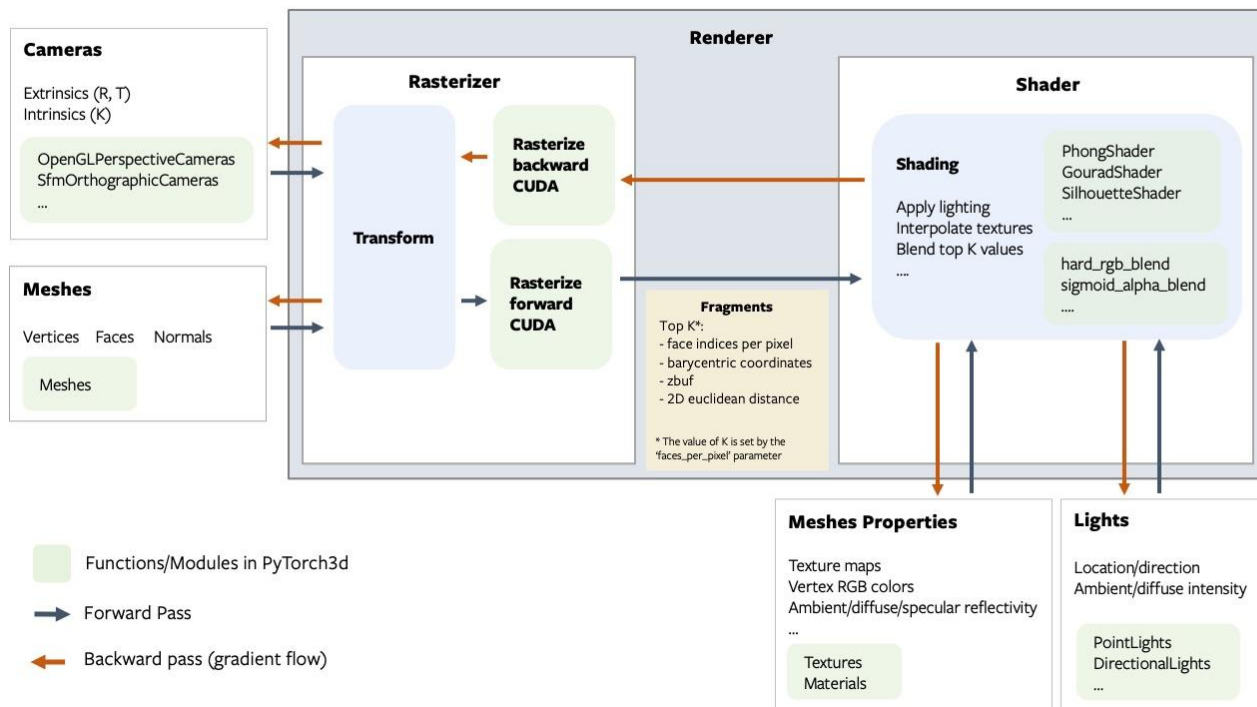 Renderer
Cameras
Extrinsics (R, T)
Intrinsics (K)
OpenGLPerspectiveCameras
SfmOrthographicCameras
...
Meshes
Vertices Faces Normals
Meshes
Rasterizer
Transform
Rasterize
backward
CUDA
Rasterize
forward
CUDA
Fragments
Top K*:
- face indices per pixel
- barycentric coordinates
- zbuf
- 2D euclidean distance
* The value of K is set by the
'faces_per_pixel' parameter
Shader
Shading
Apply lighting
Interpolate textures
Blend top K values
....
PhongShader
GouradShader
SilhouetteShader
...
hard_rgb_blend
sigmoid_alpha_blend
....
Meshes Properties
Texture maps
Vertex RGB colors
Ambient/diffuse/specular reflectivity
...
Textures
Materials
Lights
Location/direction
Ambient/diffuse intensity
PointLights
DirectionalLights
...
Functions/Modules in PyTorch3d
Forward Pass
Backward pass (gradient flow)